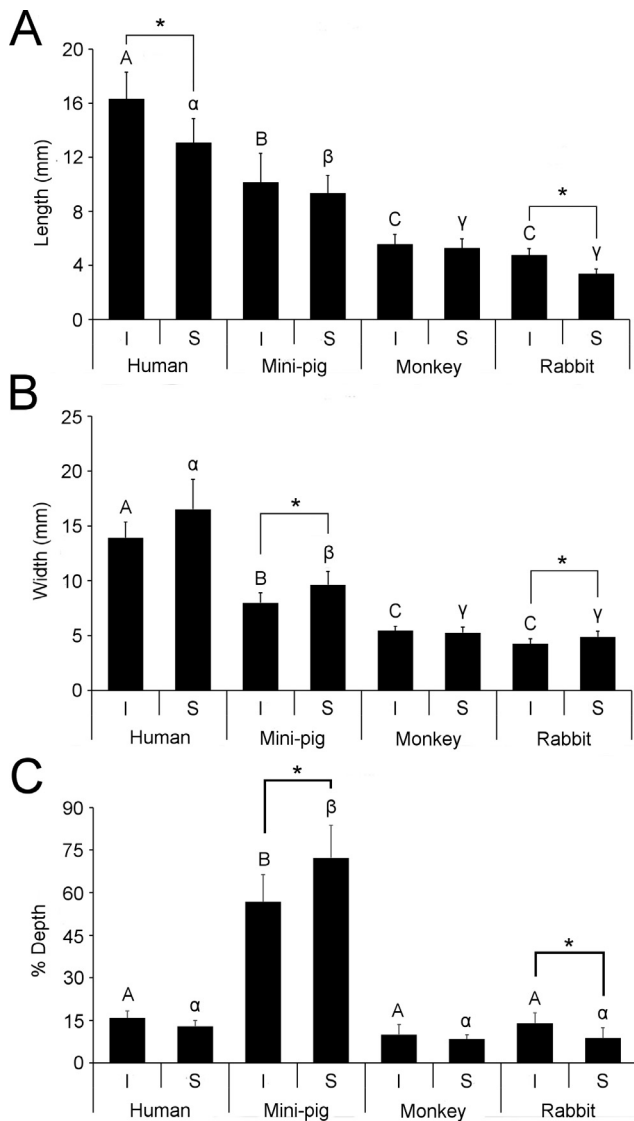 A
Length (mm)
20
16
12
8
4
0
*
A
α
B
β
C
γ
*
C
γ
I S I S I S I S
Human Mini-pig Monkey Rabbit
B
Width (mm)
25
20
15
10
5
0
A
α
*
B
β
C
γ
*
C
γ
I S I S I S I S
Human Mini-pig Monkey Rabbit
C
% Depth
90
75
60
45
30
15
0
A
α
*
B
β
A
α
*
A
α
I S I S I S I S
Human Mini-pig Monkey Rabbit